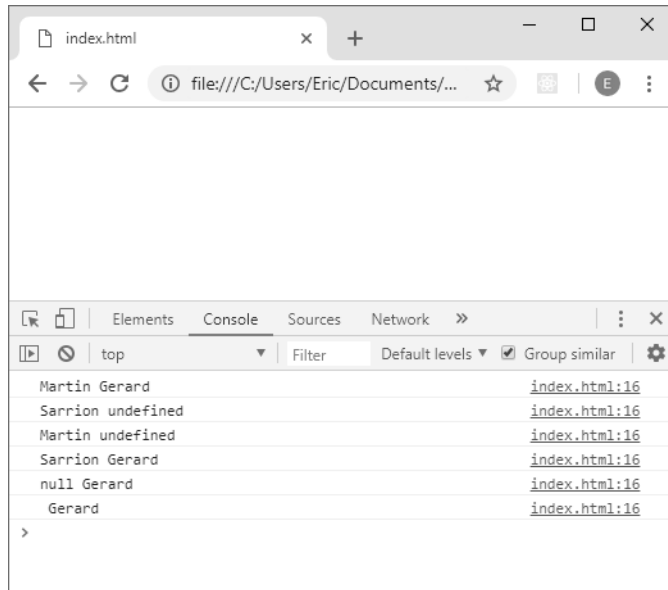 index.html
file:///C:/Users/Eric/Documents/...
E
Elements Console Sources Network »
top Filter Default levels ▼ Group similar
Martin Gerard index.html:16
Sarrion undefined index.html:16
Martin undefined index.html:16
Sarrion Gerard index.html:16
null Gerard index.html:16
Gerard index.html:16
>